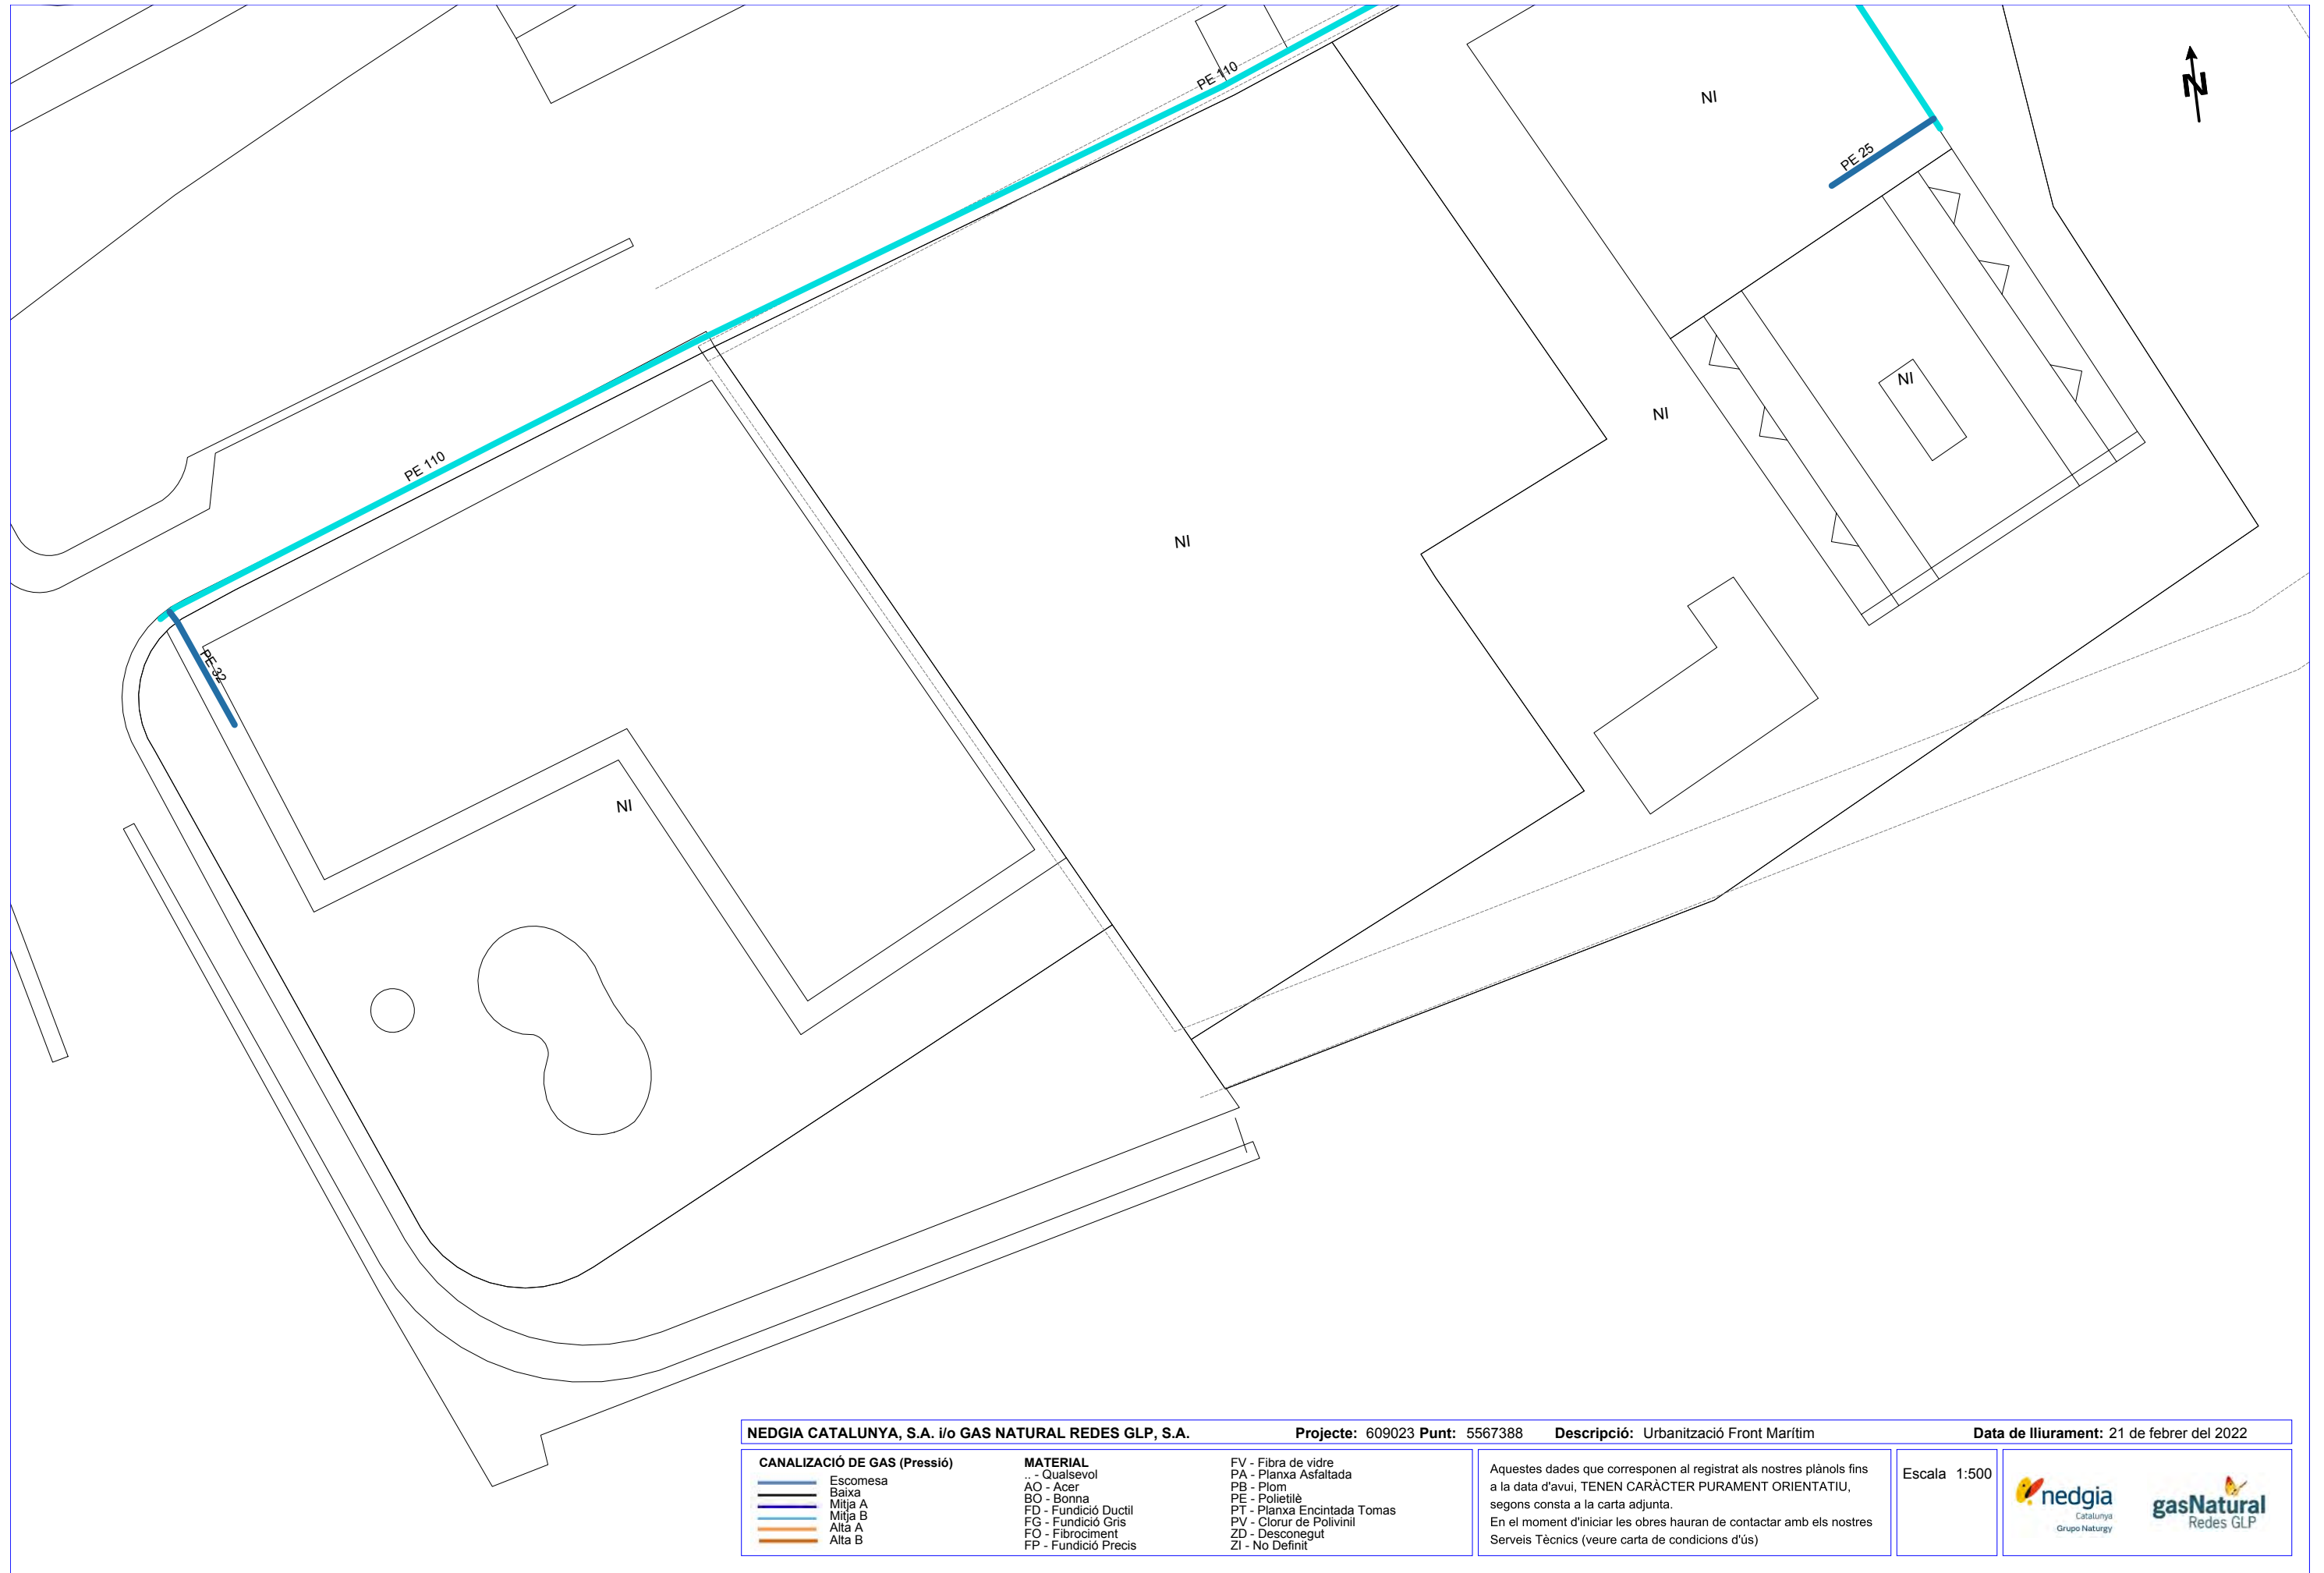 PE 110
NI
N
PE 25
NI
NI
PE 110
NI
PE 32
NI
NEDGIA CATALUNYA, S.A. i/o GAS NATURAL REDES GLP, S.A. Projecte: 609023 Punt: 5567388 Descripció: Urbanització Front Marítim Data de lliurament: 21 de febrer del 2022
CANALIZACIÓ DE GAS (Pressió)
Escomesa
Baixa
Mitja A
Mitja B
Alta A
Alta B
MATERIAL
.. - Qualsevol
AO - Acer
BO - Bonna
FD - Fundició Ductil
FG - Fundició Gris
FO - Fibrociment
FP - Fundició Precis
FV - Fibra de vidre
PA - Planxa Asfaltada
PB - Plom
PE - Polietilè
PT - Planxa Encintada Tomas
PV - Clorur de Polivinil
ZD - Desconegut
ZI - No Definit
Aquestes dades que corresponen al registrat als nostres plànols fins
a la data d'avui, TENEN CARÀCTER PURAMENT ORIENTATIU,
segons consta a la carta adjunta.
En el moment d'iniciar les obres hauran de contactar amb els nostres
Serveis Tècnics (veure carta de condicions d'ús)
Escala 1:500
nedgia
Catalunya
Grupo Naturgy
gasNatural
Redes GLP